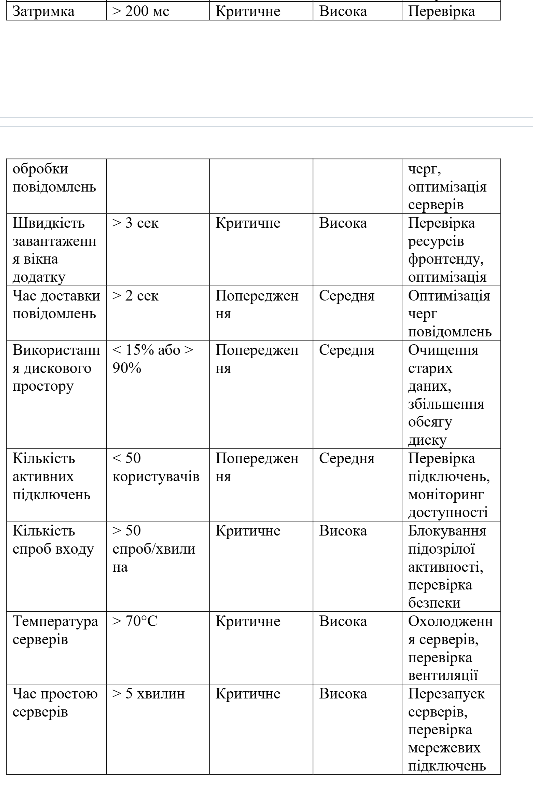 Затримка > 200 мс Критичне Висока Перевірка
обробки черг,
повідомлень оптимізація
серверів
Швидкість > 3 сек Критичне Висока Перевірка
завантаженн ресурсів
я вікна фронтенду,
додатку оптимізація
Час доставки > 2 сек Попереджен Середня Оптимізація
повідомлень ня черг
повідомлень
Використанн < 15% або > Попереджен Середня Очищення
я дискового 90% ня старих
простору даних,
збільшення
обсягу
диску
Кількість < 50 Попереджен Середня Перевірка
активних користувачів ня підключень,
підключень моніторинг
доступності
Кількість > 50 Критичне Висока Блокування
спроб входу спроб/хвили підозрілої
на активності,
перевірка
безпеки
Температура > 70°C Критичне Висока Охолодженн
серверів я серверів,
перевірка
вентиляції
Час простою > 5 хвилин Критичне Висока Перезапуск
серверів серверів,
перевірка
мережевих
підключень